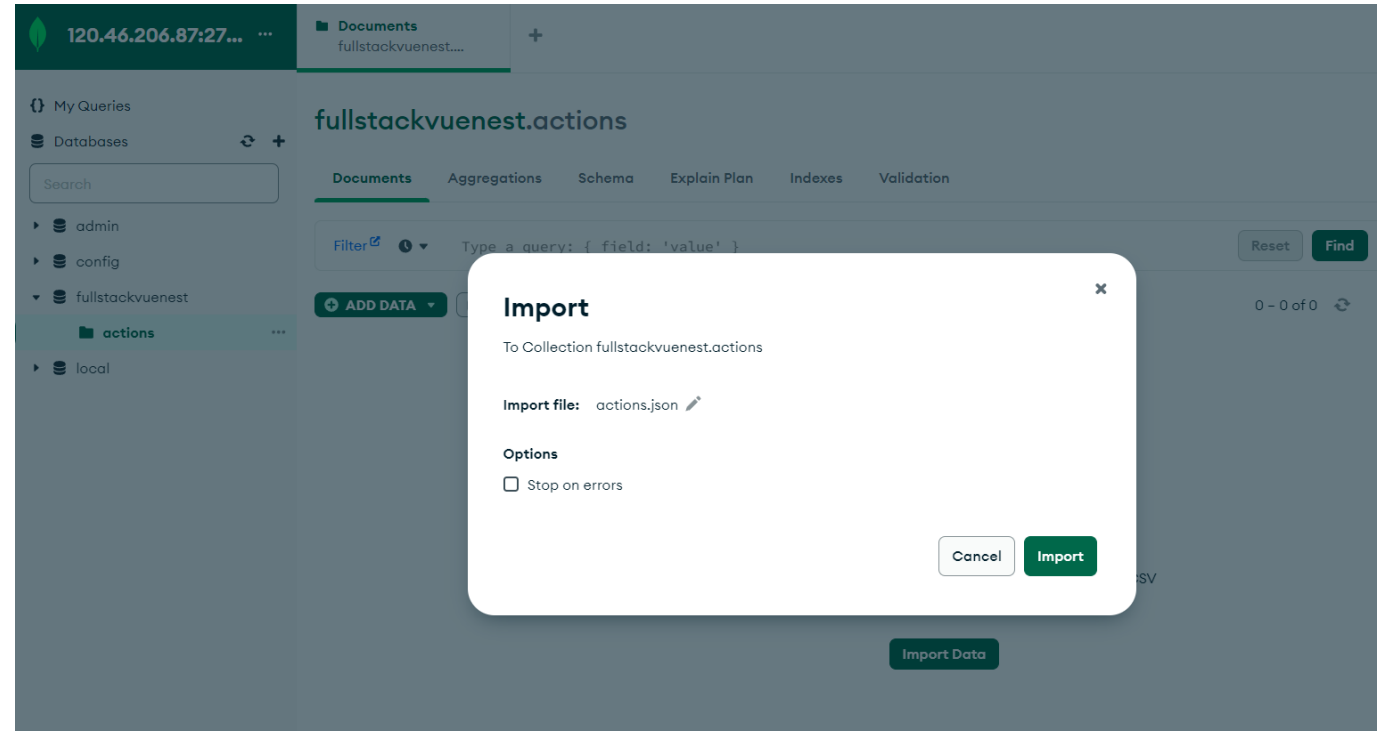 120.46.206.87:27... ...
Documents
fullstackvuenest....
+
{} My Queries
Databases
Search
admin
config
fullstackvuenest
actions ...
local
fullstackvuenest.actions
Documents Aggregations Schema Explain Plan Indexes Validation
Filter Type a query: { field: 'value' } Reset Find
ADD DATA 0 – 0 of 0
Import
To Collection fullstackvuenest.actions
Import file: actions.json
Options
Stop on errors
Cancel Import
SV
Import Data